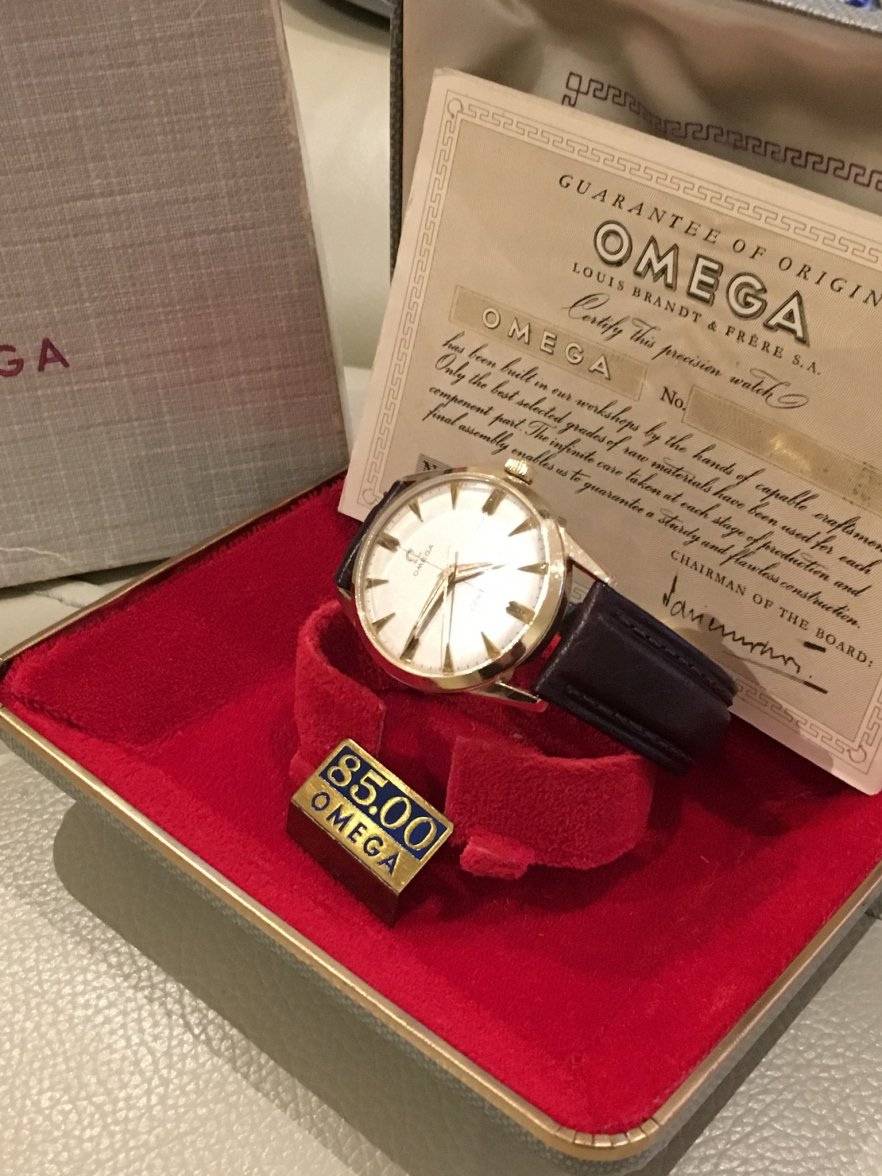 GA
GUARANTEE OF ORIGIN
OMEGA
LOUIS BRANDT & FRÈRE S.A.
Certify this precision watch
OMEGA No.
has been built in our workshops by the hands of capable craftsmen
Only the best selected grades of raw materials have been used for each
component part. The infinite care taken at each stage of production and
final assembly enables us to guarantee a sturdy and flawless construction.
CHAIRMAN OF THE BOARD:
OMEGA
85.00
OMEGA